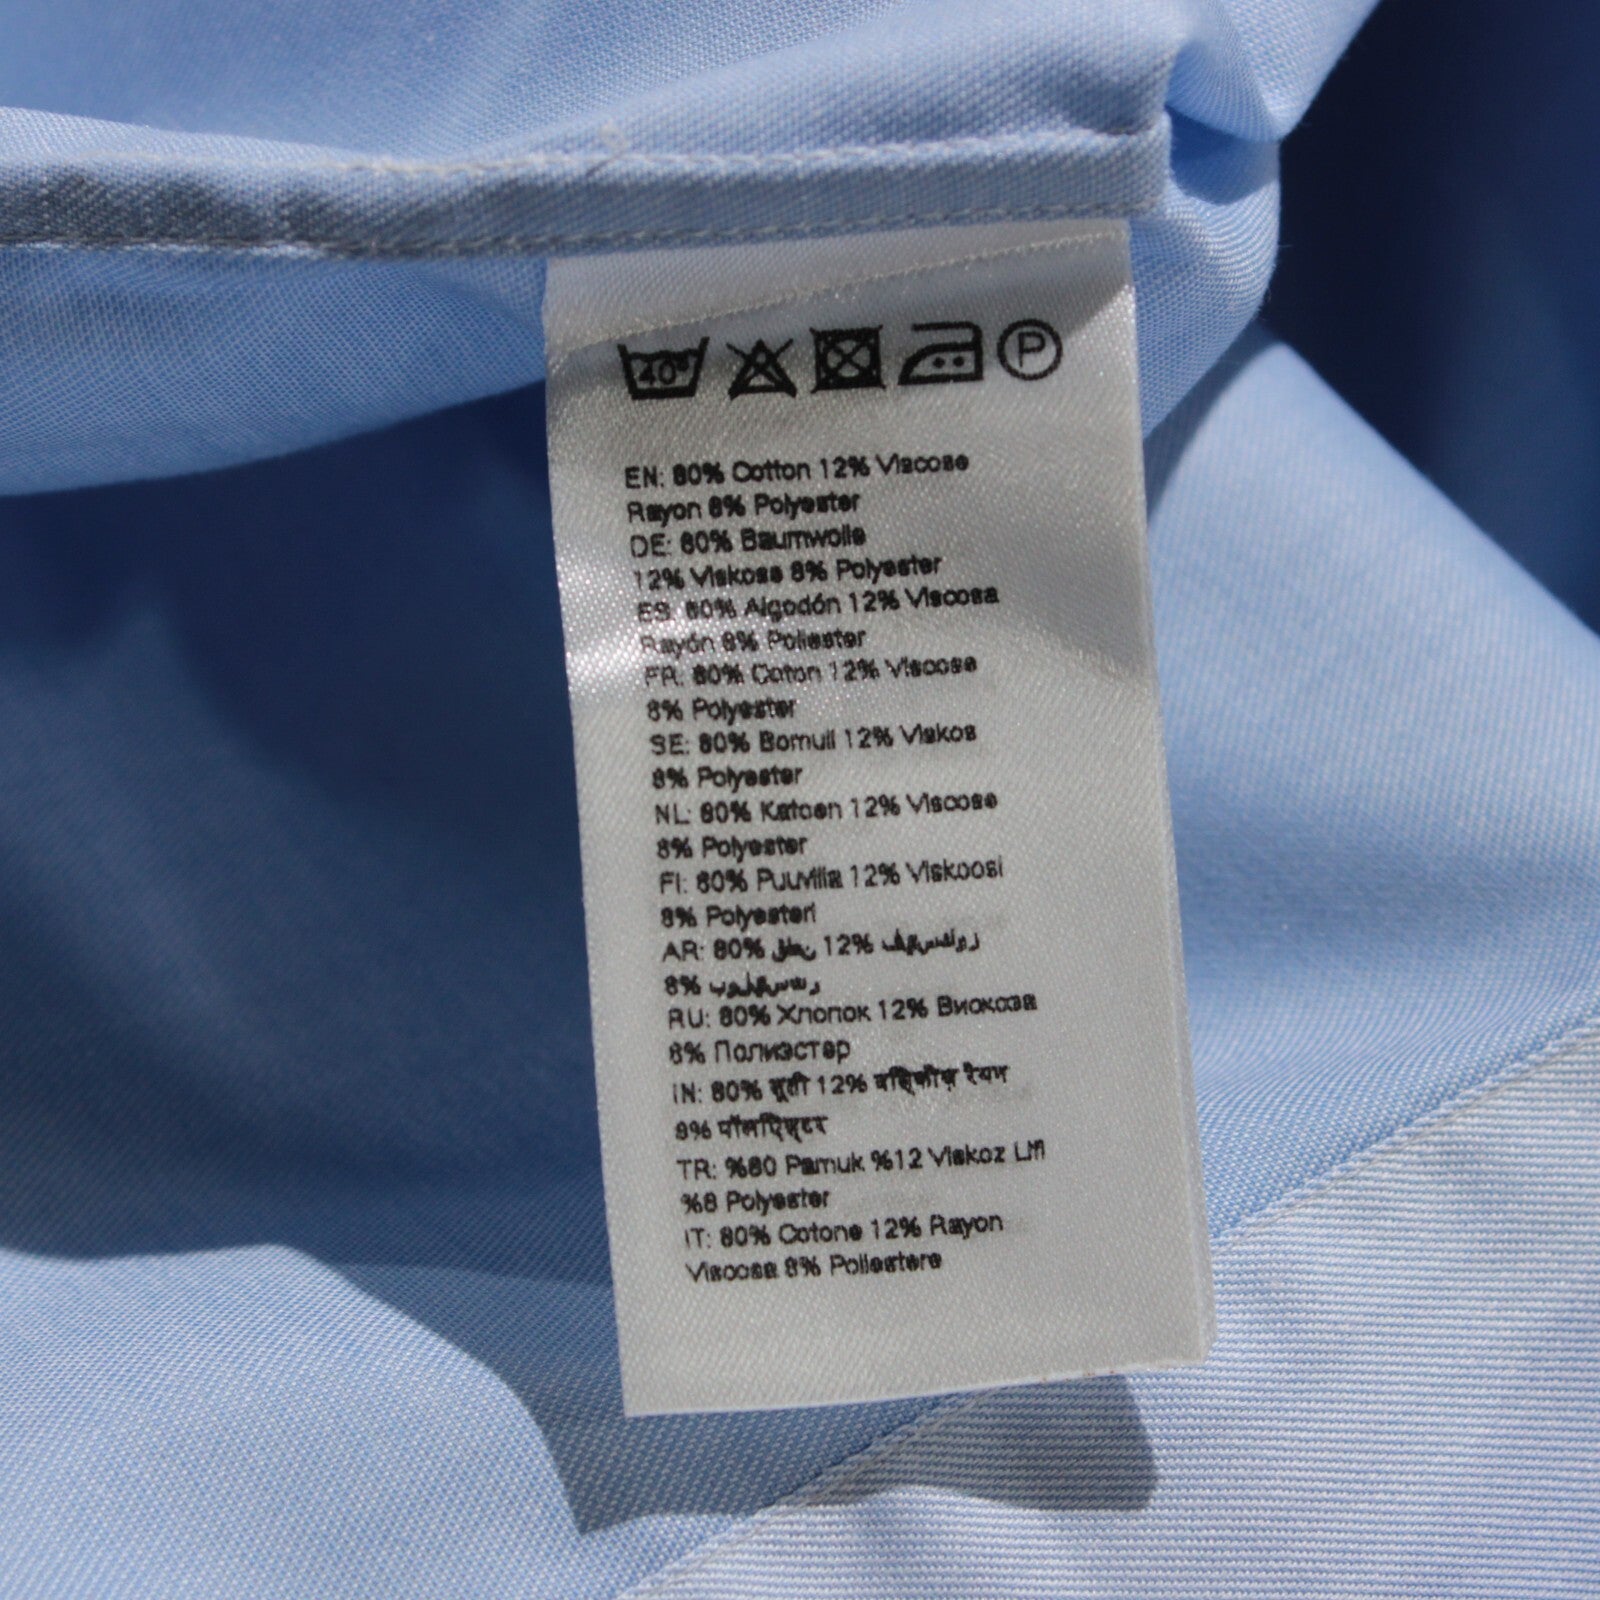 40°
P
EN: 80% Cotton 12% Viscose
Rayon 8% Polyester
DE: 80% Baumwolle
12% Viskose 8% Polyester
ES: 80% Algodón 12% Viscosa
Rayón 8% Poliester
FR: 80% Coton 12% Viscose
8% Polyester
SE: 80% Bomull 12% Viskos
8% Polyester
NL: 80% Katoen 12% Viscose
8% Polyester
FI: 80% Puuvilla 12% Viskoosi
8% Polyesteri
AR: 80% قطن 12%
8%
RU: 80% Хлопок 12% Вискоза
8% Полиэстер
IN: 80% सूती 12% रेयन
8%
TR: %80 Pamuk %12 Viskoz Lifi
%8 Polyester
IT: 80% Cotone 12% Rayon
Viscosa 8% Poliestere